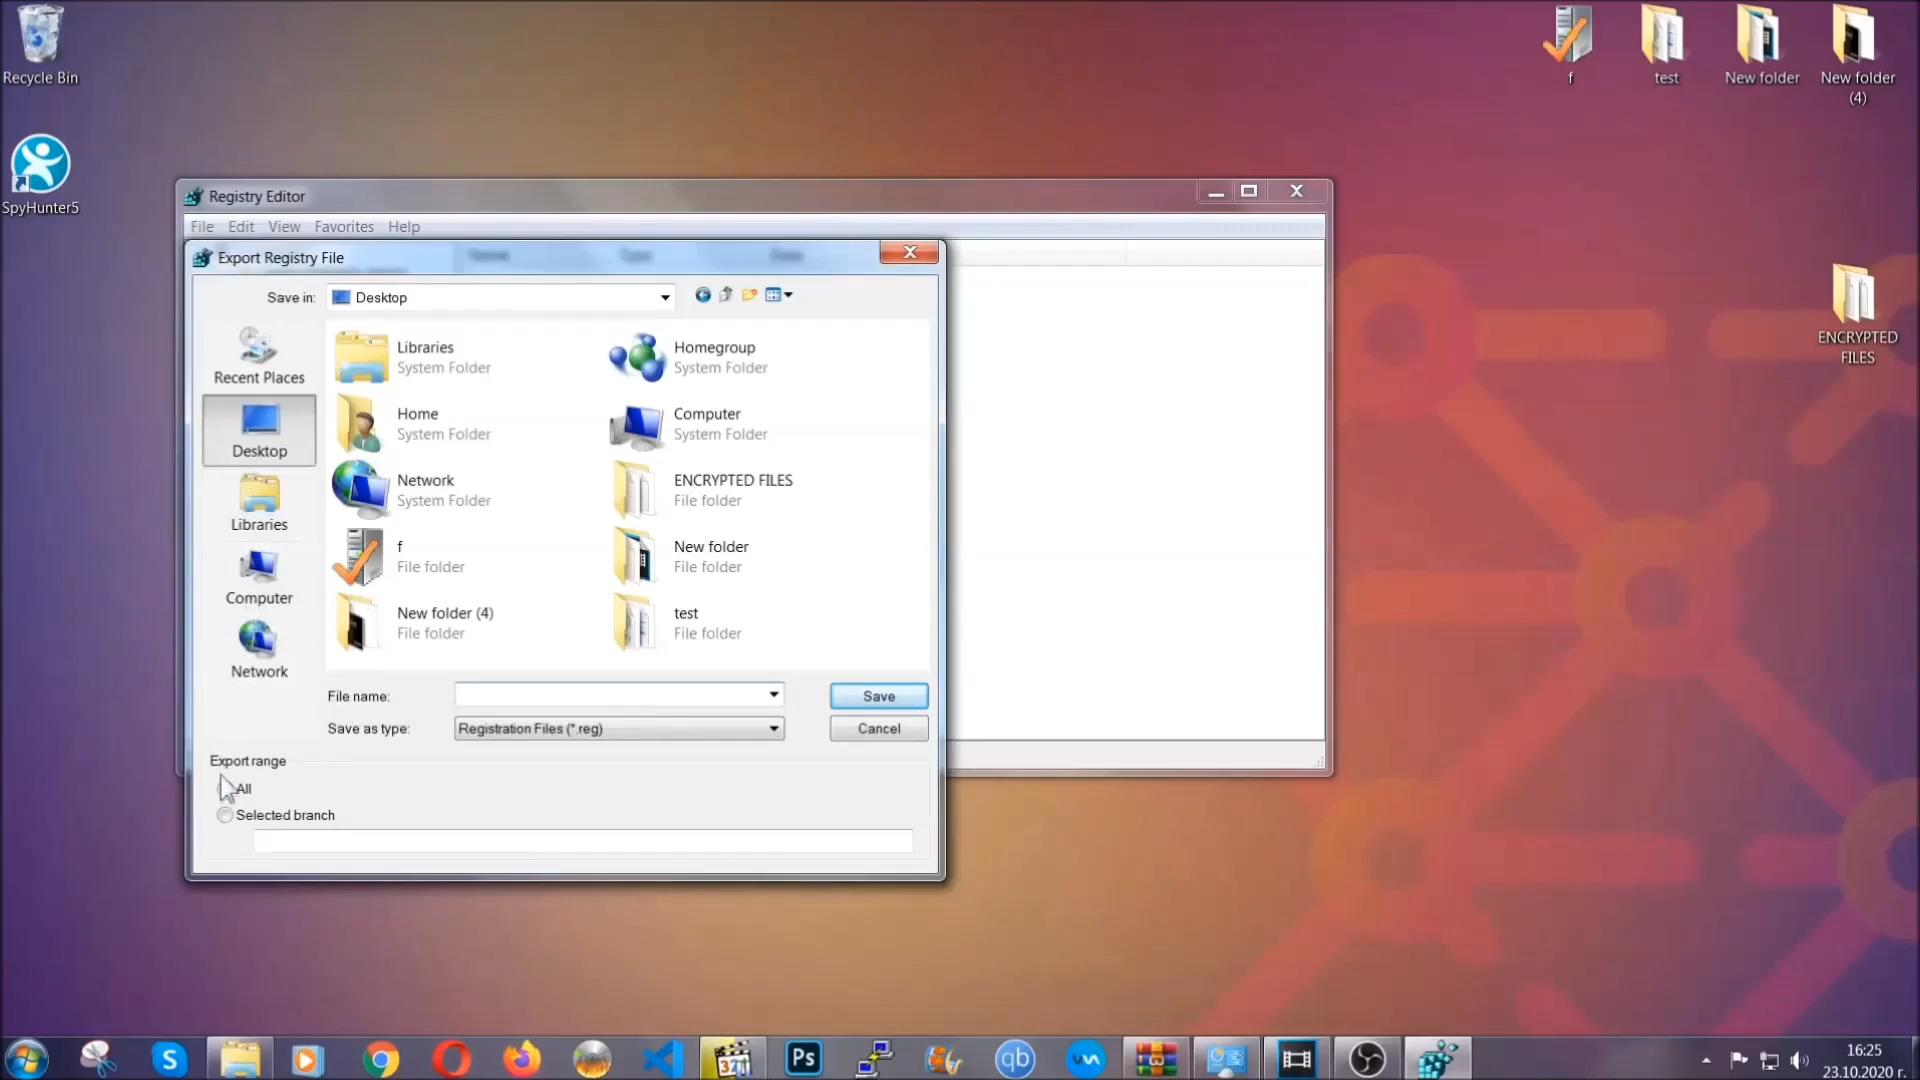 Recycle Bin
SpyHunter5
f
test
New folder
New folder
(4)
ENCRYPTED
FILES
Registry Editor
File Edit View Favorites Help
Export Registry File
Save in:
Desktop
Recent Places
Desktop
Libraries
Computer
Network
Libraries
System Folder
Homegroup
System Folder
Home
System Folder
Computer
System Folder
Network
System Folder
ENCRYPTED FILES
File folder
f
File folder
New folder
File folder
New folder (4)
File folder
test
File folder
File name:
Save
Save as type:
Registration Files (*.reg)
Cancel
Export range
All
Selected branch
S
321
Ps
qb
16:25
23.10.2020 г.